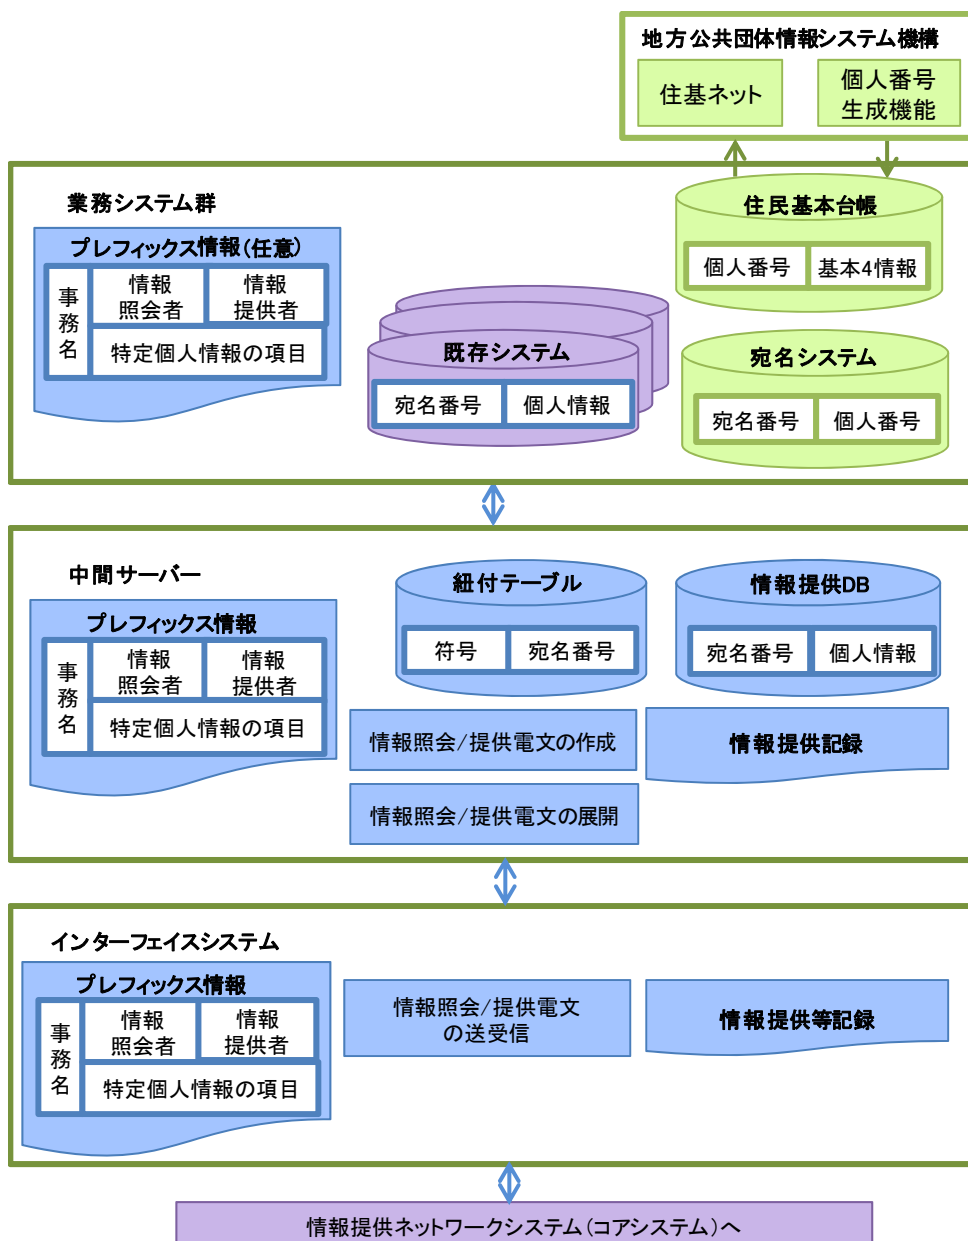 地方公共団体情報システム機構
住基ネット
個人番号
生成機能
業務システム群
プレフィックス情報(任意)
事務名
情報
照会者
情報
提供者
特定個人情報の項目
既存システム
宛名番号
個人情報
住民基本台帳
個人番号
基本4情報
宛名システム
宛名番号
個人番号
中間サーバー
プレフィックス情報
事務名
情報
照会者
情報
提供者
特定個人情報の項目
紐付テーブル
符号
宛名番号
情報提供DB
宛名番号
個人情報
情報照会/提供電文の作成
情報提供記録
情報照会/提供電文の展開
インターフェイスシステム
プレフィックス情報
事務名
情報
照会者
情報
提供者
特定個人情報の項目
情報照会/提供電文
の送受信
情報提供等記録
情報提供ネットワークシステム(コアシステム)へ